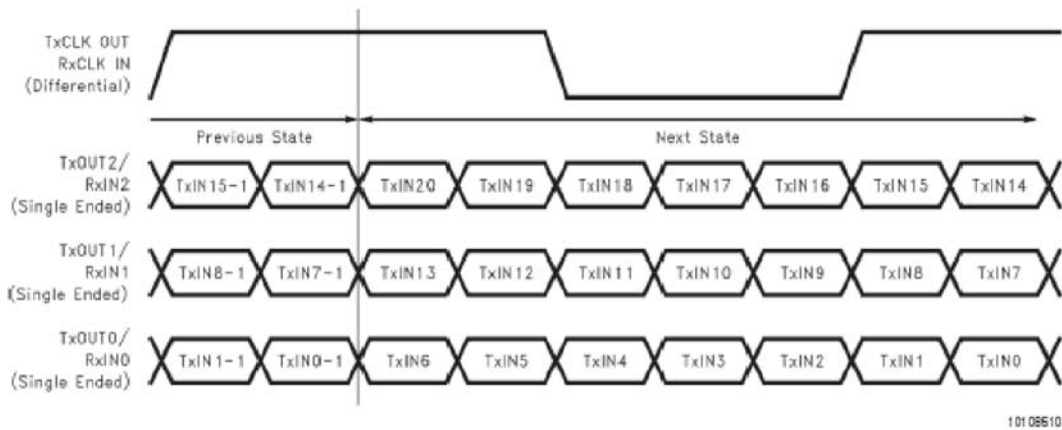 TxCLK OUT
RxCLK IN
(Differential)
Previous State
Next State
TxOUT2/
RxIN2
(Single Ended)
TxIN15-1 TxIN14-1 TxIN20 TxIN19 TxIN18 TxIN17 TxIN16 TxIN15 TxIN14
TxOUT1/
RxIN1
(Single Ended)
TxIN8-1 TxIN7-1 TxIN13 TxIN12 TxIN11 TxIN10 TxIN9 TxIN8 TxIN7
TxOUT0/
RxIN0
(Single Ended)
TxIN1-1 TxIN0-1 TxIN6 TxIN5 TxIN4 TxIN3 TxIN2 TxIN1 TxIN0
10108610